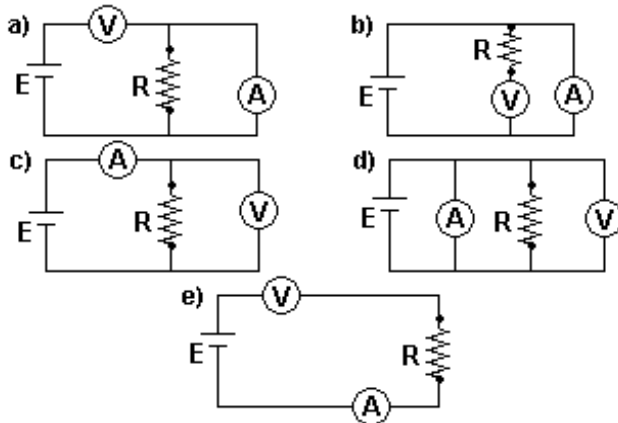 a) V E R A
b) R E V A
c) A E R V
d) E A R V
e) V E R A